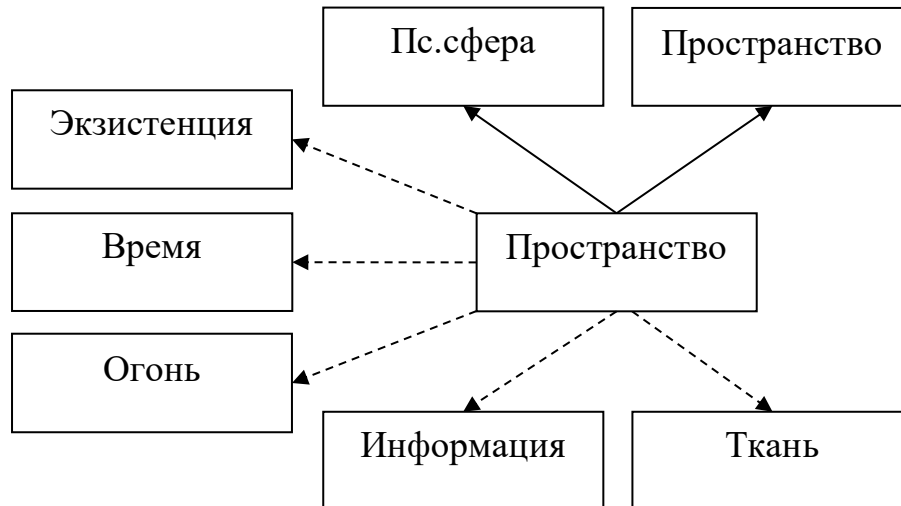 Пс.сфера
Пространство
Экзистенция
Время
Пространство
Огонь
Информация
Ткань